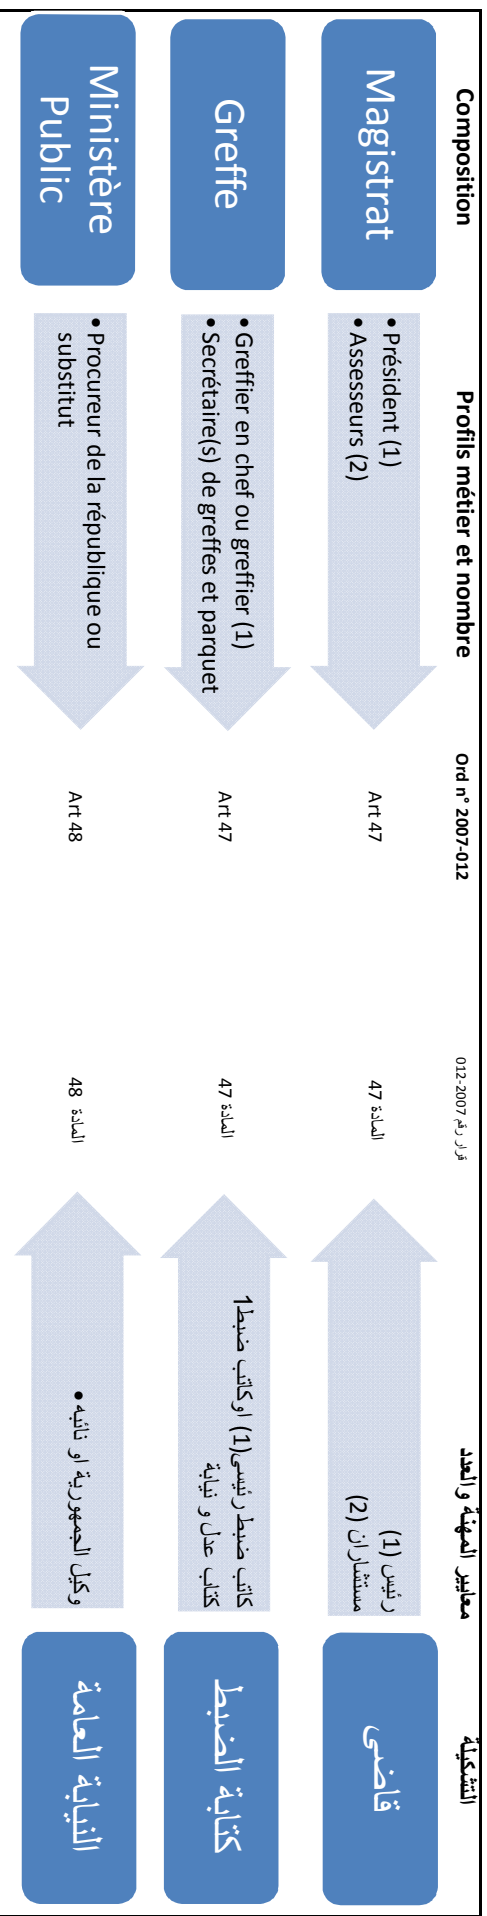 Composition
Profils métier et nombre
Ord n° 2007-012
قرار رقم 2007-012
معايير المهنة والعدد
التشكيلة
Magistrat
• Président (1)
• Assesseurs (2)
Art 47
المادة 47
رئيس (1)
مستشاران (2)
قاضى
Greffe
• Greffier en chef ou greffier (1)
• Secrétaire(s) de greffes et parquet
Art 47
المادة 47
كاتب ضبط رئيسى(1) اوكاتب ضبط1
كتاب عدل و نيابة
كتابة الضبط
Ministère
Public
• Procureur de la république ou
substitut
Art 48
المادة 48
وكيل الجمهورية او نائبه •
النيابة العامة